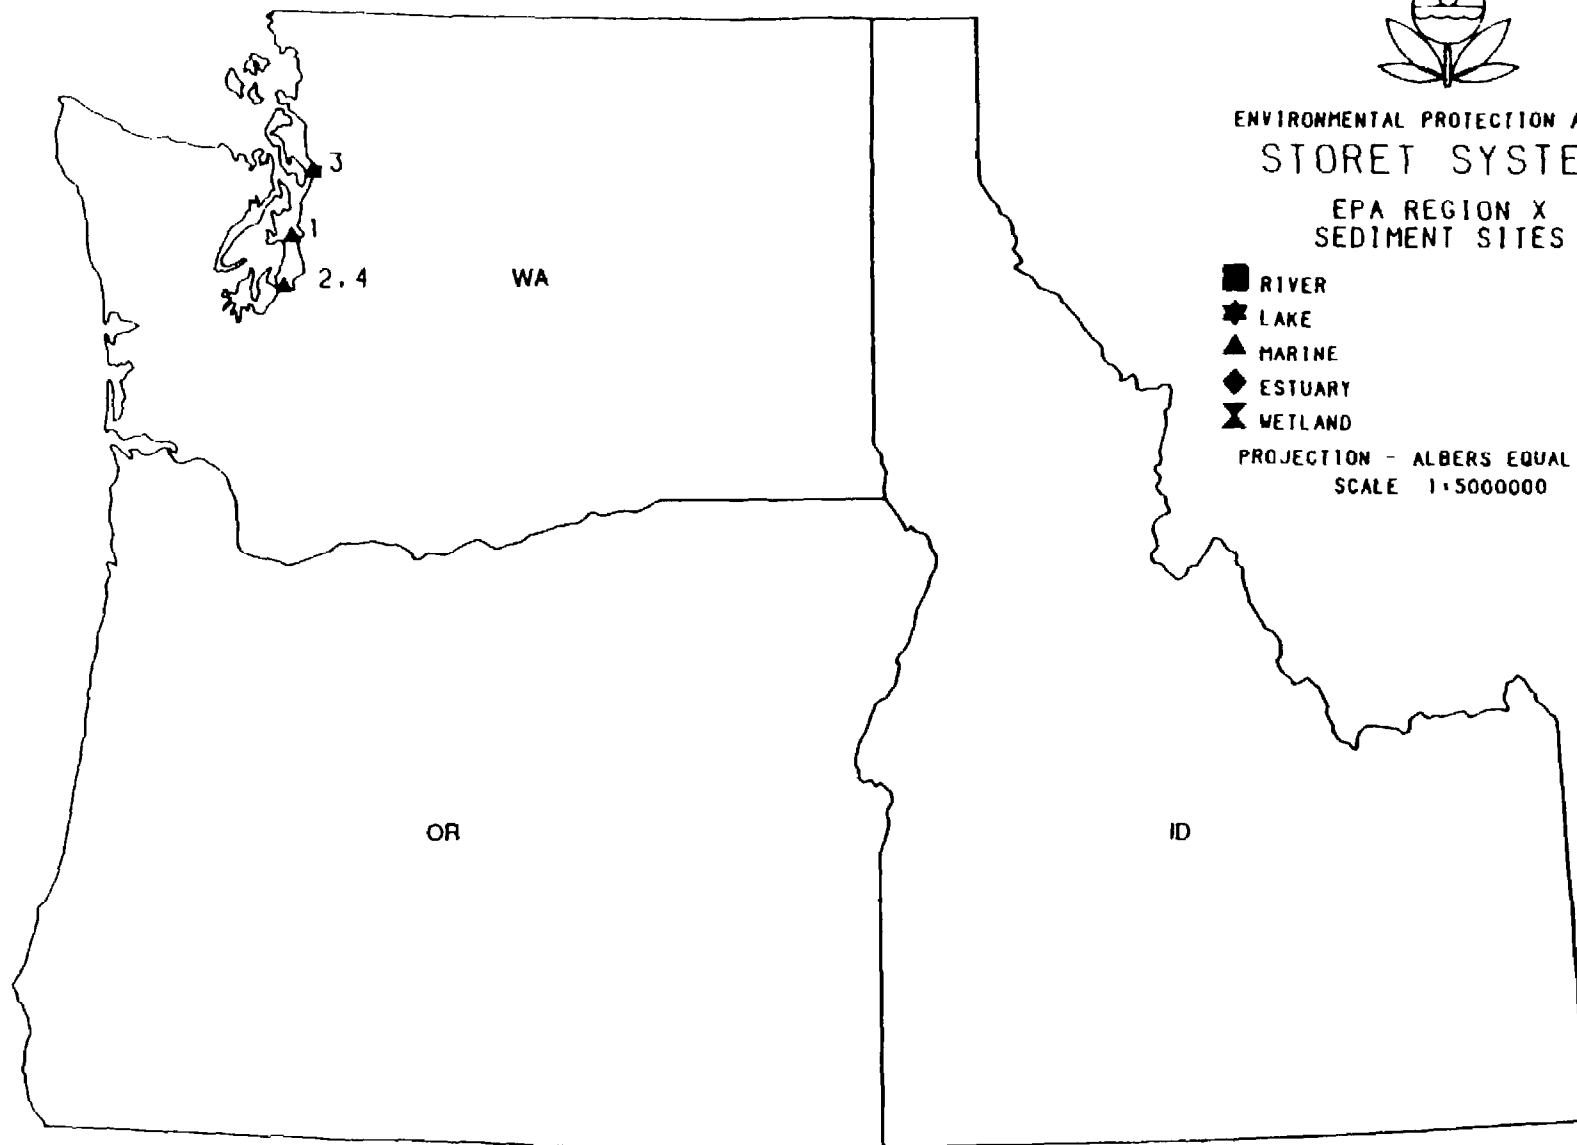 ENVIRONMENTAL PROTECTION A
STORET SYSTE
EPA REGION X
SEDIMENT SITES
RIVER
LAKE
MARINE
ESTUARY
WETLAND
PROJECTION - ALBERS EQUAL
SCALE 1:5000000
3
1
2,4
WA
OR
ID